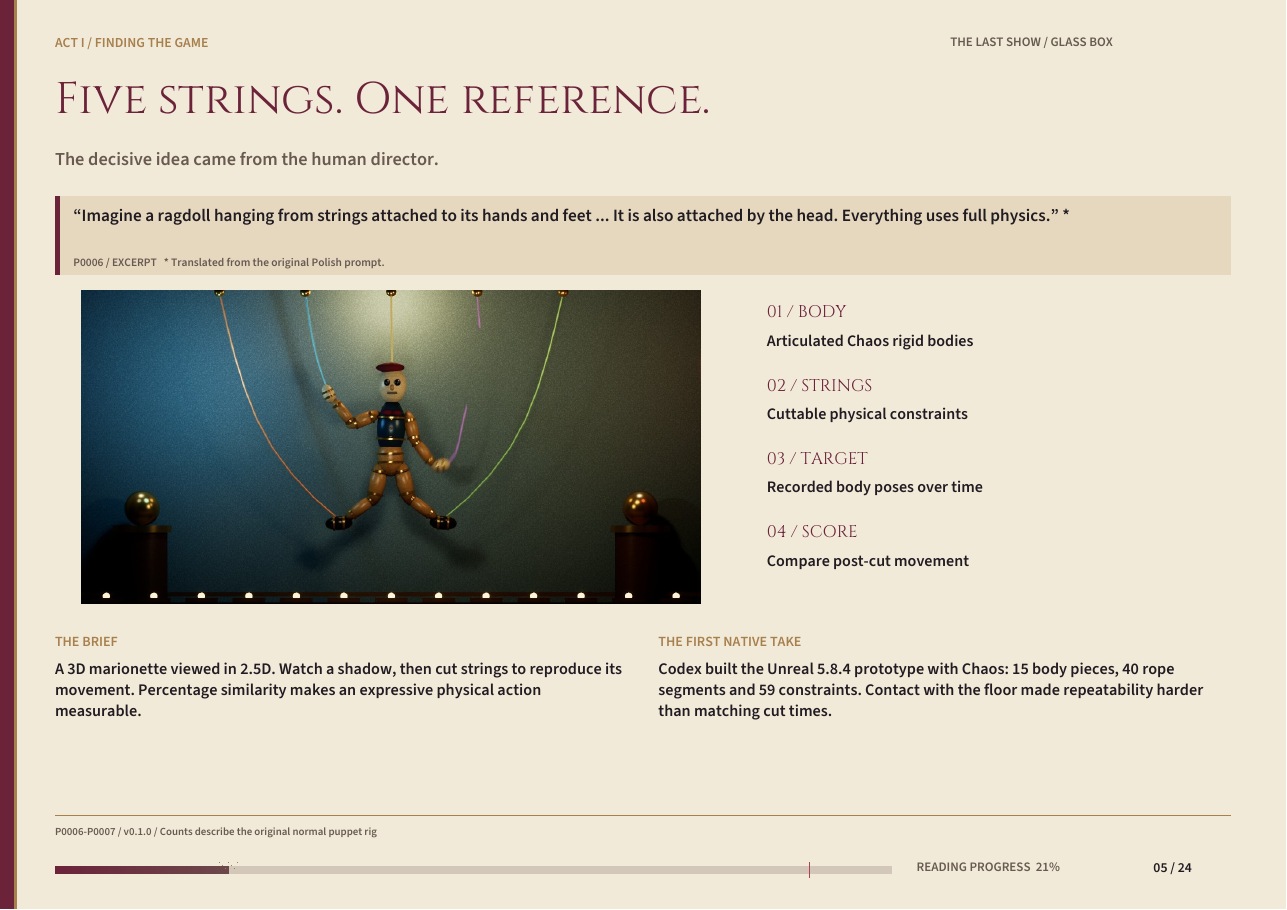 ACT I / FINDING THE GAME
THE LAST SHOW / GLASS BOX
Five strings. One reference.
The decisive idea came from the human director.
“Imagine a ragdoll hanging from strings attached to its hands and feet ... It is also attached by the head. Everything uses full physics.” *
P0006 / EXCERPT * Translated from the original Polish prompt.
01 / BODY
Articulated Chaos rigid bodies
02 / STRINGS
Cuttable physical constraints
03 / TARGET
Recorded body poses over time
04 / SCORE
Compare post-cut movement
THE BRIEF
A 3D marionette viewed in 2.5D. Watch a shadow, then cut strings to reproduce its
movement. Percentage similarity makes an expressive physical action
measurable.
THE FIRST NATIVE TAKE
Codex built the Unreal 5.8.4 prototype with Chaos: 15 body pieces, 40 rope
segments and 59 constraints. Contact with the floor made repeatability harder
than matching cut times.
P0006-P0007 / v0.1.0 / Counts describe the original normal puppet rig
READING PROGRESS 21%
05 / 24